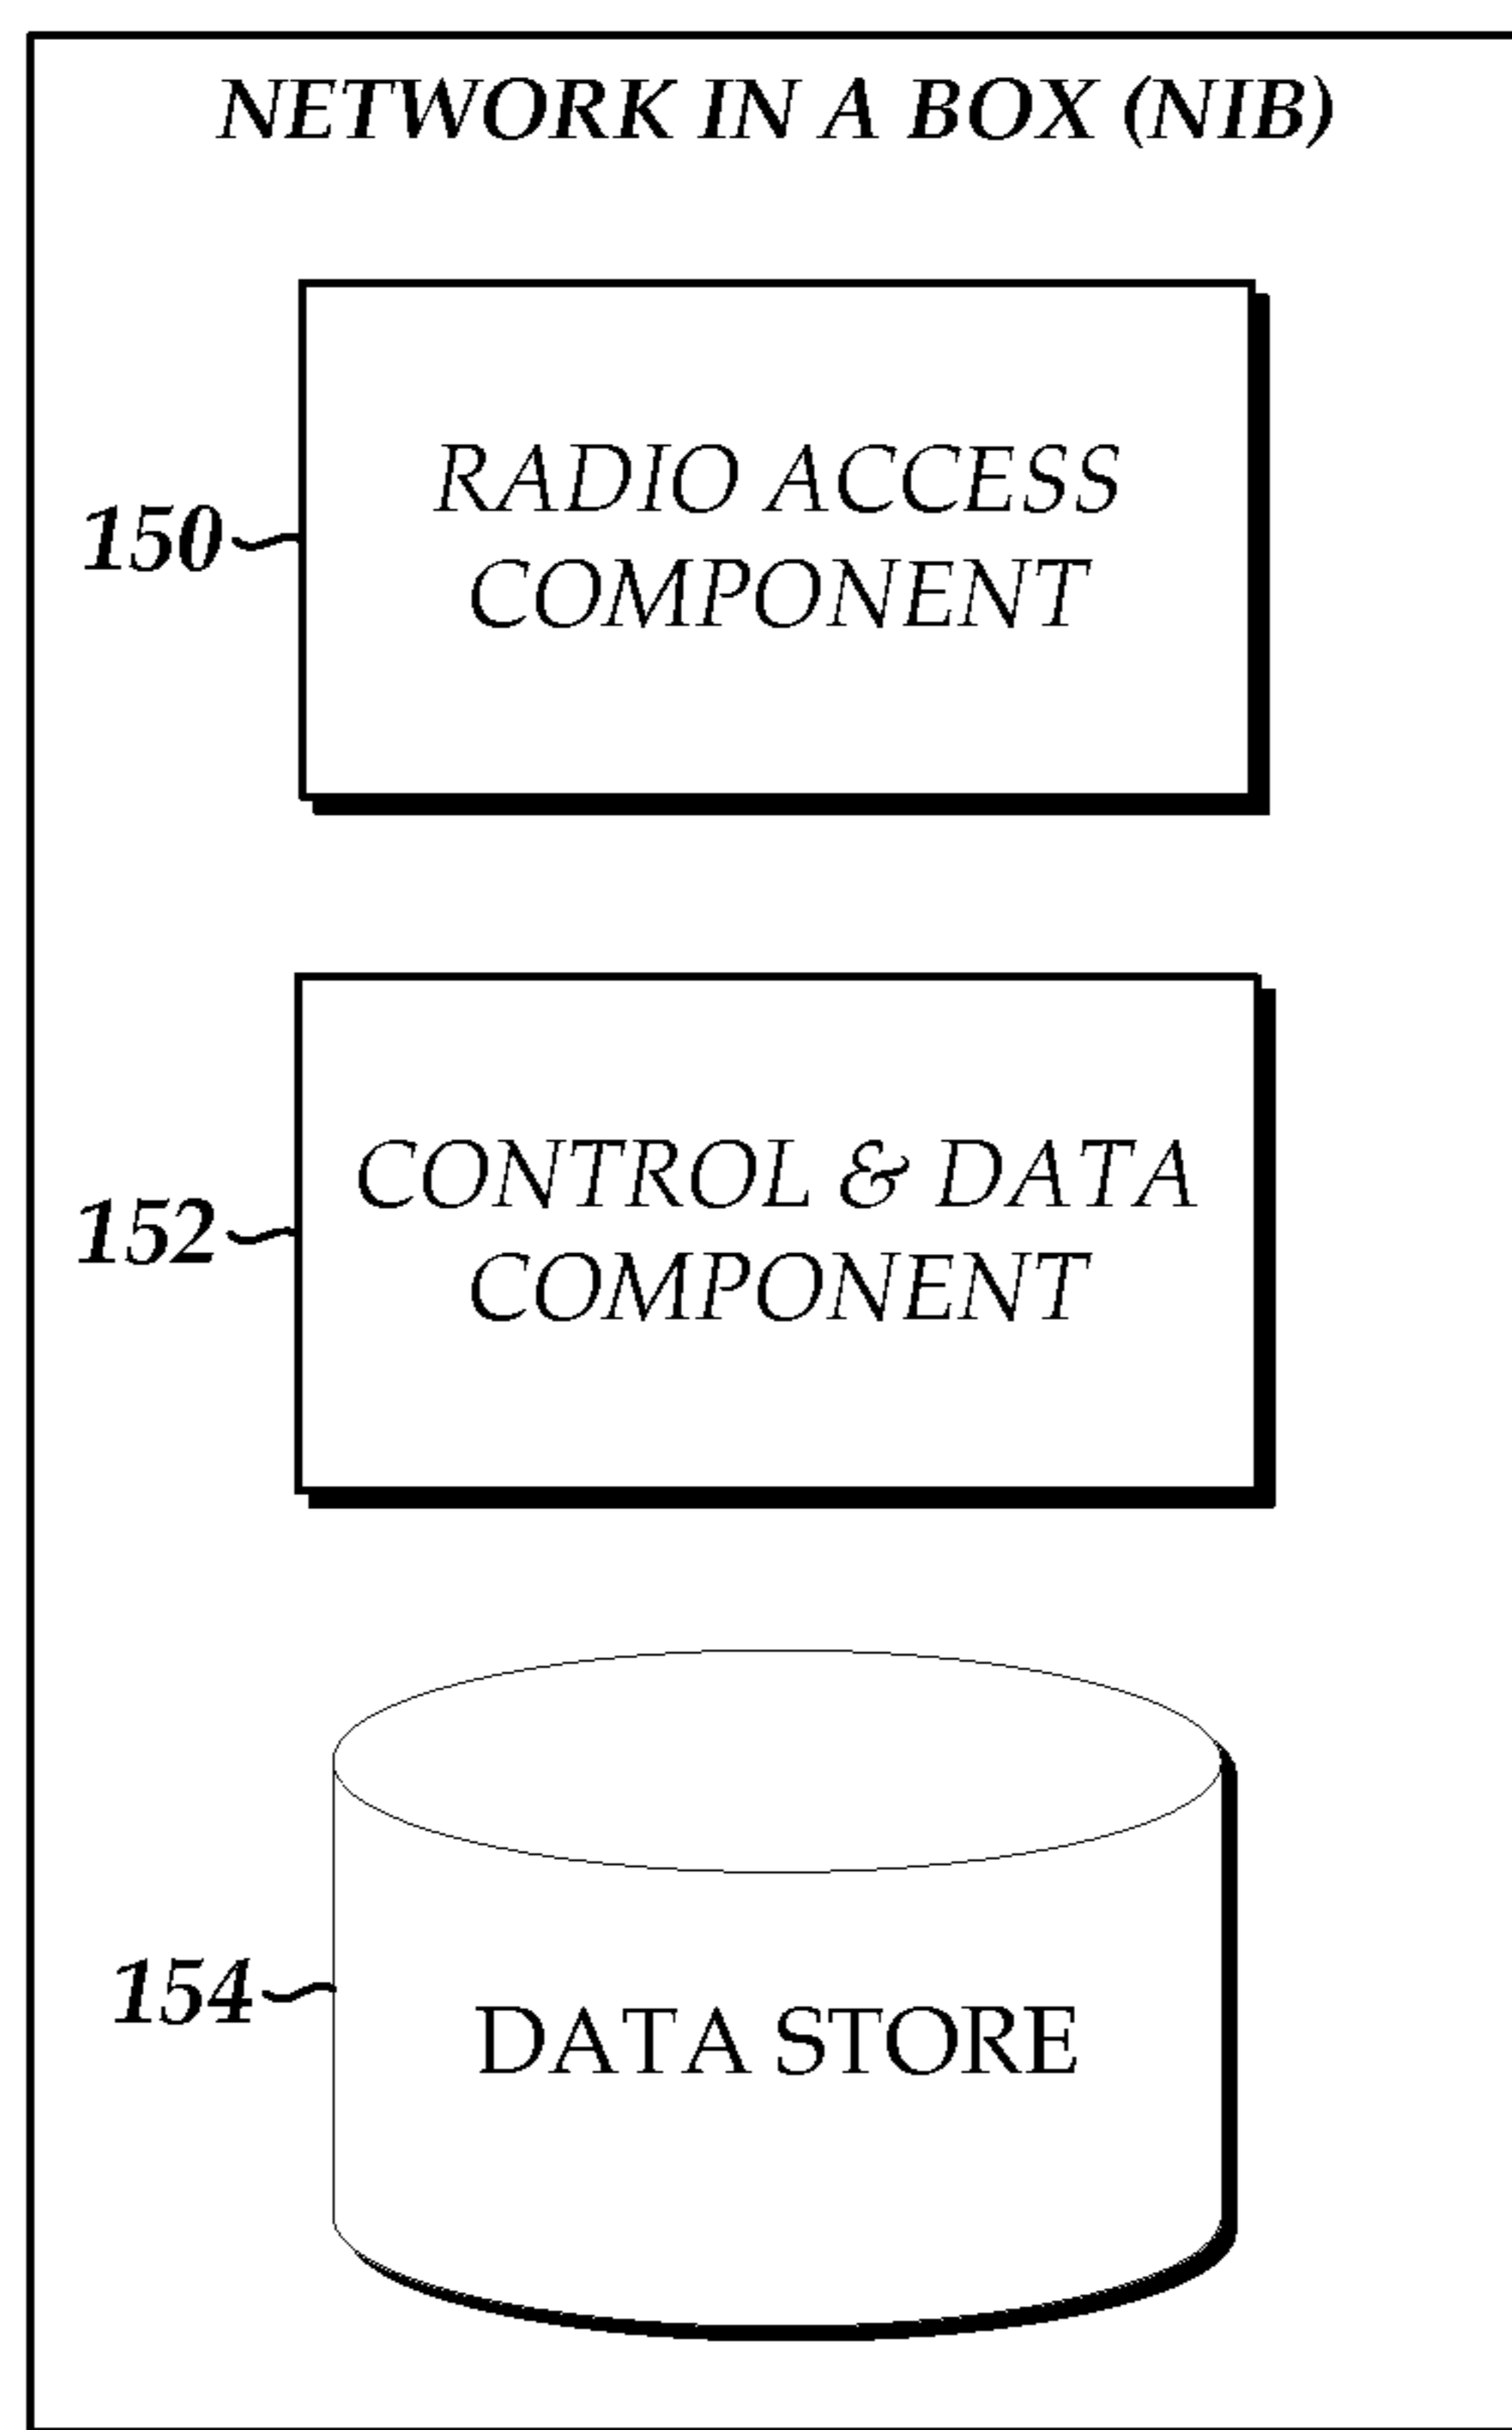 NETWORK IN A BOX (NIB)
150
RADIO ACCESS
COMPONENT
152
CONTROL & DATA
COMPONENT
154
DATA STORE